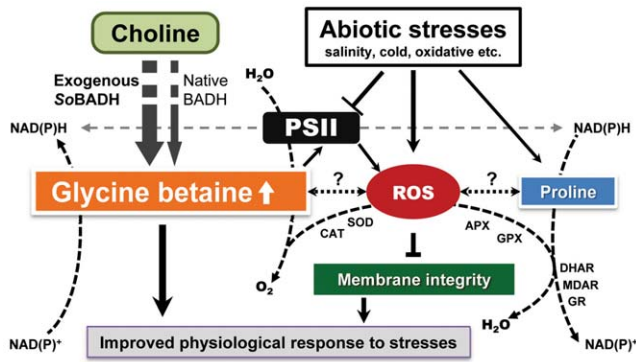 Choline
Abiotic stresses
salinity, cold, oxidative etc.
Exogenous
SoBADH
Native
BADH
H₂O
NAD(P)H
PSII
NAD(P)H
Glycine betaine
?
ROS
?
Proline
CAT
SOD
APX
GPX
O₂
Membrane integrity
DHAR
MDAR
GR
H₂O
NAD(P)⁺
Improved physiological response to stresses
NAD(P)⁺